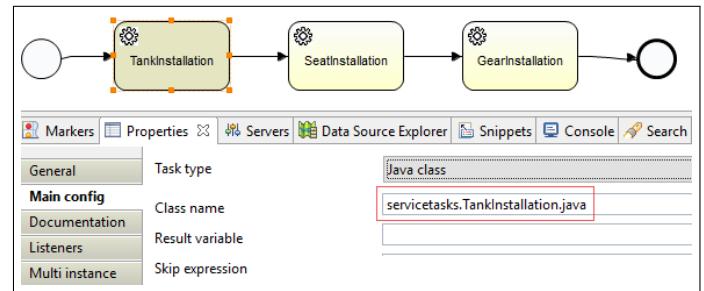 TankInstallation
SeatInstallation
GearInstallation
Markers Properties Servers Data Source Explorer Snippets Console Search
General
Task type
Java class
Main config
Class name
servicetasks.TankInstallation.java
Documentation
Result variable
Listeners
Multi instance
Skip expression